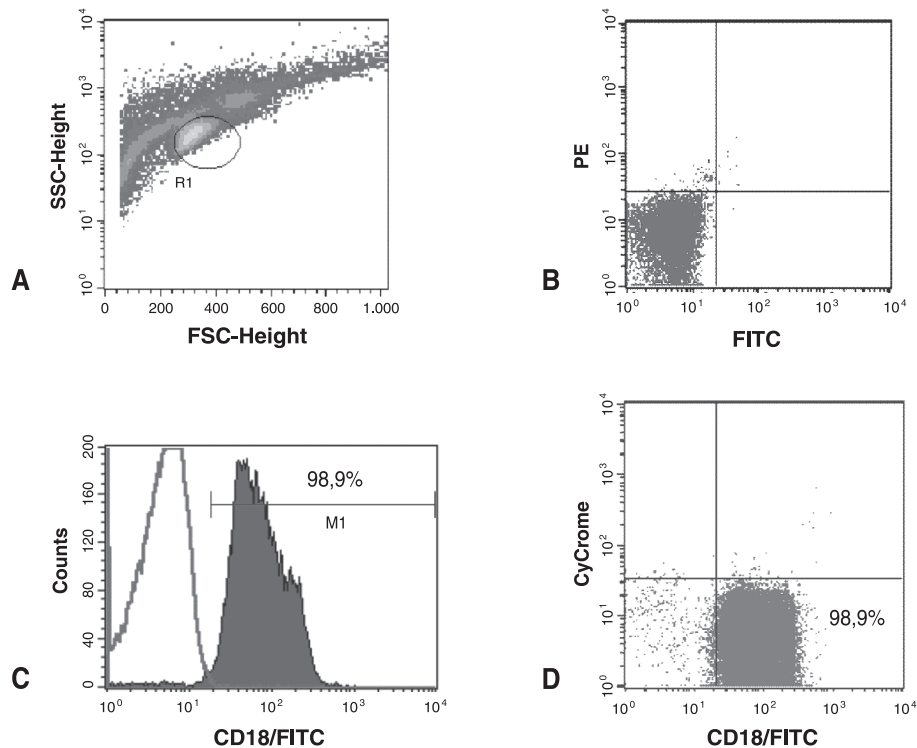 A
SSC-Height
10⁴
10³
10²
10¹
10⁰
R1
0 200 400 600 800 1.000
FSC-Height
B
PE
10⁴
10³
10²
10¹
10⁰
10⁰ 10¹ 10² 10³ 10⁴
FITC
C
Counts
200
160
120
80
40
0
98,9%
M1
10⁰ 10¹ 10² 10³ 10⁴
CD18/FITC
D
CyCrome
10⁴
10³
10²
10¹
10⁰
98,9%
10⁰ 10¹ 10² 10³ 10⁴
CD18/FITC